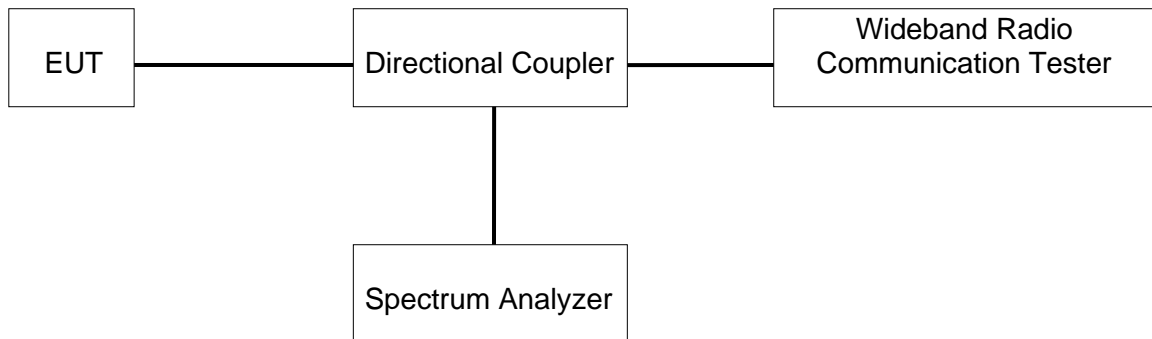 EUT
Directional Coupler
Wideband Radio
Communication Tester
Spectrum Analyzer